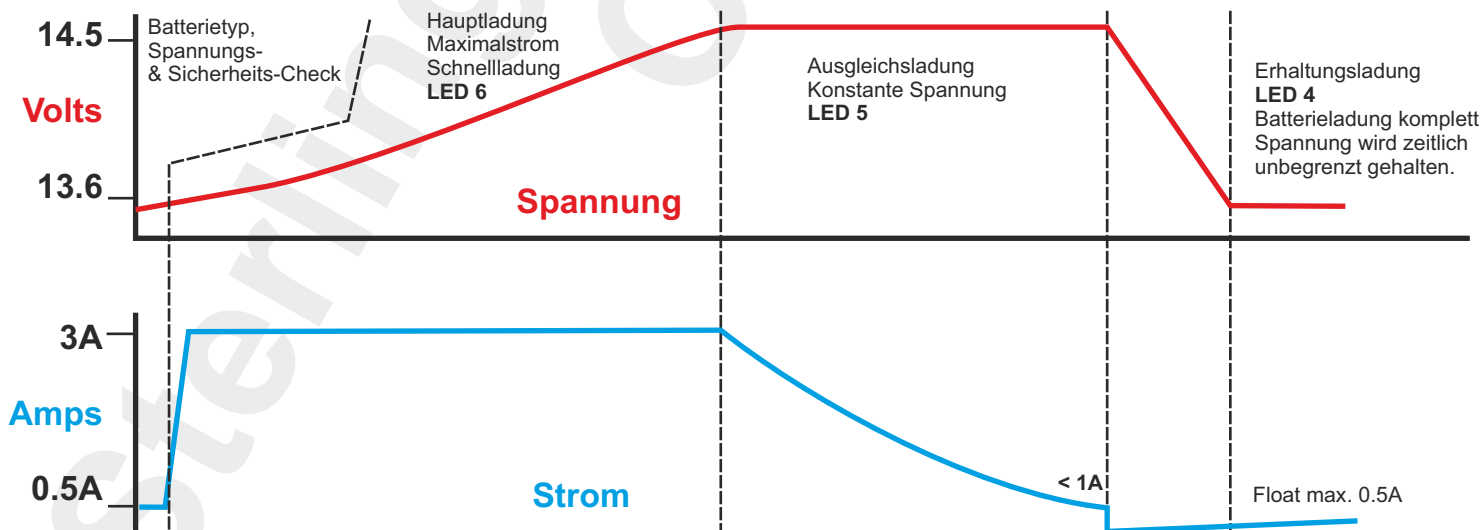 14.5
Volts
13.6
Batterietyp,
Spannungs-
& Sicherheits-Check
Hauptladung
Maximalstrom
Schnellladung
LED 6
Ausgleichsladung
Konstante Spannung
LED 5
Erhaltungsladung
LED 4
Batterieladung komplett
Spannung wird zeitlich
unbegrenzt gehalten.
Spannung
3A
Amps
0.5A
Strom
< 1A
Float max. 0.5A
Sterling